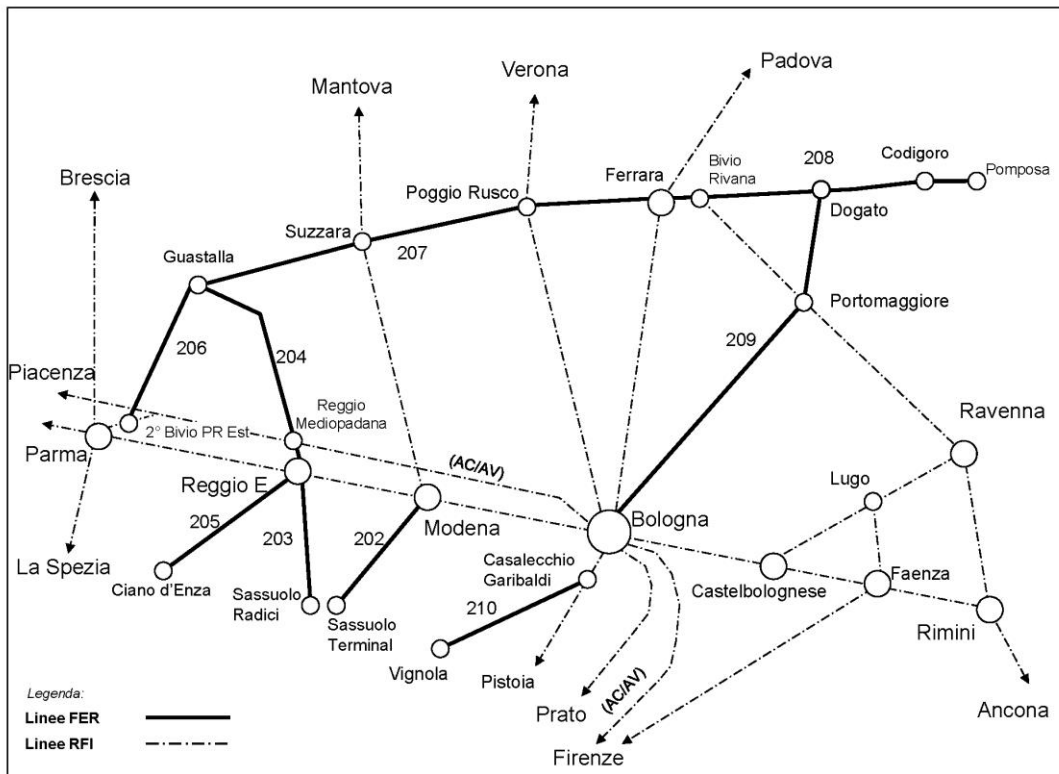 Padova
Verona
Mantova
Brescia
Ferrara
Bivio
Rivana
208
Codigoro
Pomposa
Poggio Rusco
Dogato
Suzzara
207
Guastalla
Portomaggiore
206
204
209
Piacenza
Reggio
Mediopadana
Ravenna
2° Bivio PR Est
Parma
(AC/AV)
Reggio E
Lugo
Modena
Bologna
205
203
202
La Spezia
Ciano d'Enza
Casalecchio
Garibaldi
Castelbolognese
Faenza
Sassuolo
Radici
Sassuolo
Terminal
210
Rimini
Vignola
Pistoia
(AC/AV)
Prato
Ancona
Firenze
Legenda:
Linee FER
Linee RFI